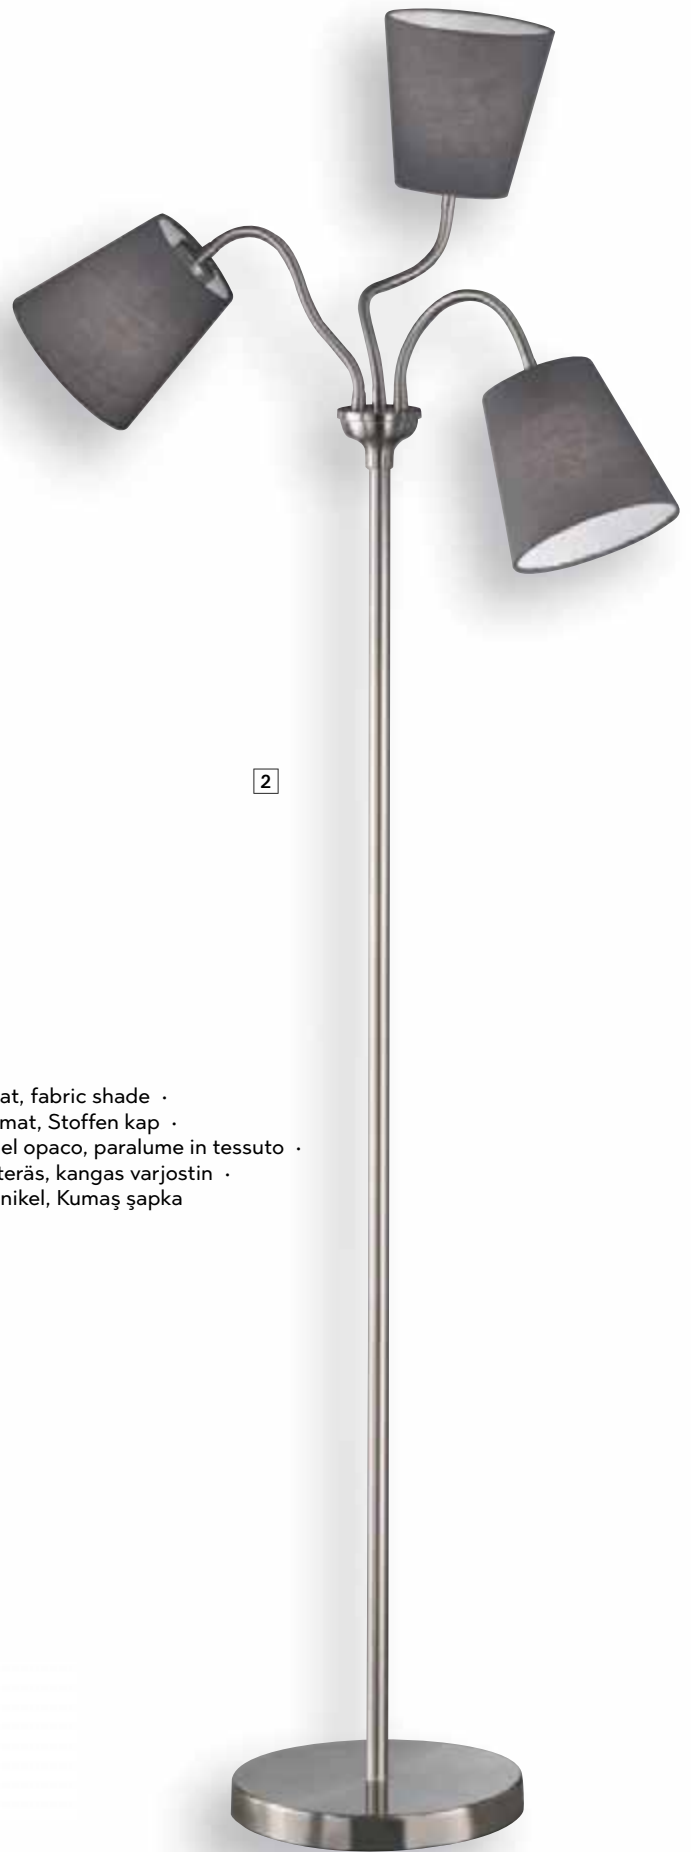 2
at, fabric shade ·
mat, Stoffen kap ·
el opaco, paralume in tessuto ·
teräs, kangas varjostin ·
nikel, Kumaş şapka